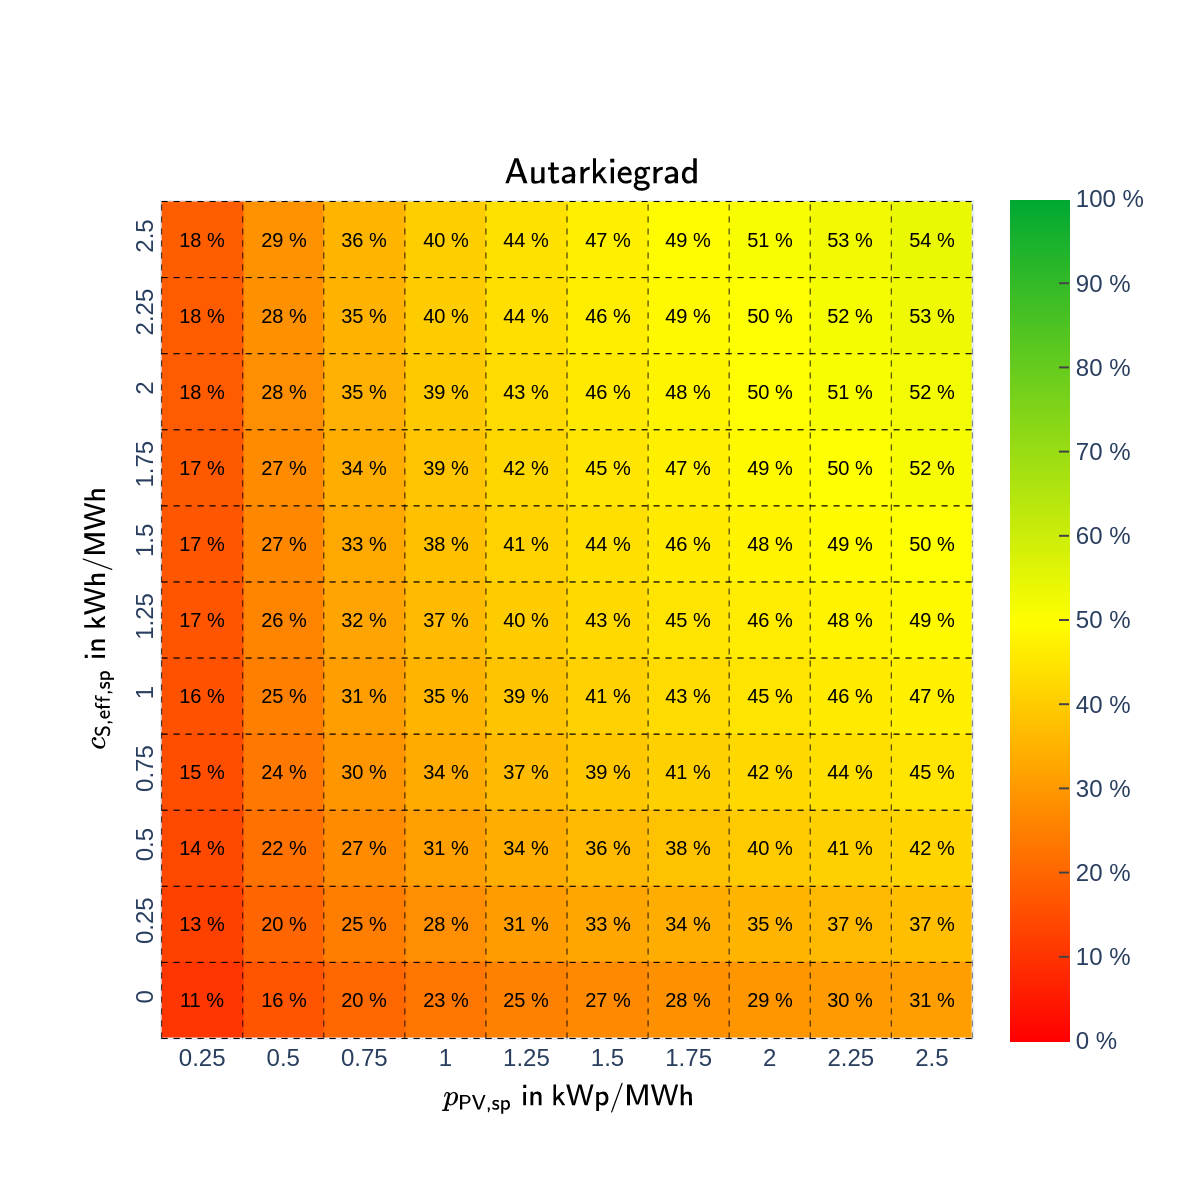 Autarkiegrad
2.5 18 % 29 % 36 % 40 % 44 % 47 % 49 % 51 % 53 % 54 %
2.25 18 % 28 % 35 % 40 % 44 % 46 % 49 % 50 % 52 % 53 %
2 18 % 28 % 35 % 39 % 43 % 46 % 48 % 50 % 51 % 52 %
1.75 17 % 27 % 34 % 39 % 42 % 45 % 47 % 49 % 50 % 52 %
1.5 17 % 27 % 33 % 38 % 41 % 44 % 46 % 48 % 49 % 50 %
1.25 17 % 26 % 32 % 37 % 40 % 43 % 45 % 46 % 48 % 49 %
1 16 % 25 % 31 % 35 % 39 % 41 % 43 % 45 % 46 % 47 %
0.75 15 % 24 % 30 % 34 % 37 % 39 % 41 % 42 % 44 % 45 %
0.5 14 % 22 % 27 % 31 % 34 % 36 % 38 % 40 % 41 % 42 %
0.25 13 % 20 % 25 % 28 % 31 % 33 % 34 % 35 % 37 % 37 %
0 11 % 16 % 20 % 23 % 25 % 27 % 28 % 29 % 30 % 31 %
0.25 0.5 0.75 1 1.25 1.5 1.75 2 2.25 2.5
p PV,sp in kWp/MWh
c S,eff,sp in kWh/MWh
100 %
90 %
80 %
70 %
60 %
50 %
40 %
30 %
20 %
10 %
0 %